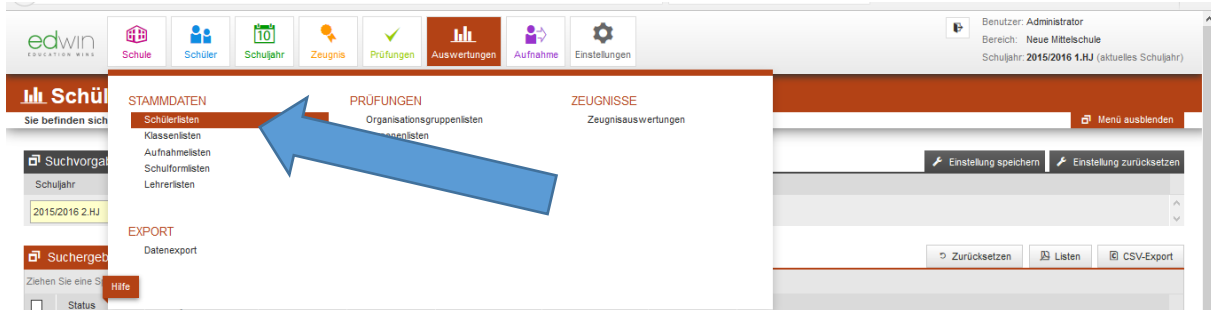 edwin
EDUCATION WINS
Schule
Schüler
10
Schuljahr
Zeugnis
Prüfungen
Auswertungen
Aufnahme
Einstellungen
Benutzer: Administrator
Bereich: Neue Mittelschule
Schuljahr: 2015/2016 1.HJ (aktuelles Schuljahr)
Schül
Sie befinden sich
Menü ausblenden
STAMMDATEN
Schülerlisten
Klassenlisten
Aufnahmelisten
Schulformlisten
Lehrerlisten
EXPORT
Datenexport
PRÜFUNGEN
Organisationsgruppenlisten
ZEUGNISSE
Zeugnisauswertungen
Suchvorgab
Einstellung speichern
Einstellung zurücksetzen
Schuljahr
2015/2016 2.HJ
Suchergeb
Zurücksetzen
Listen
CSV-Export
Ziehen Sie eine S
Hilfe
Status